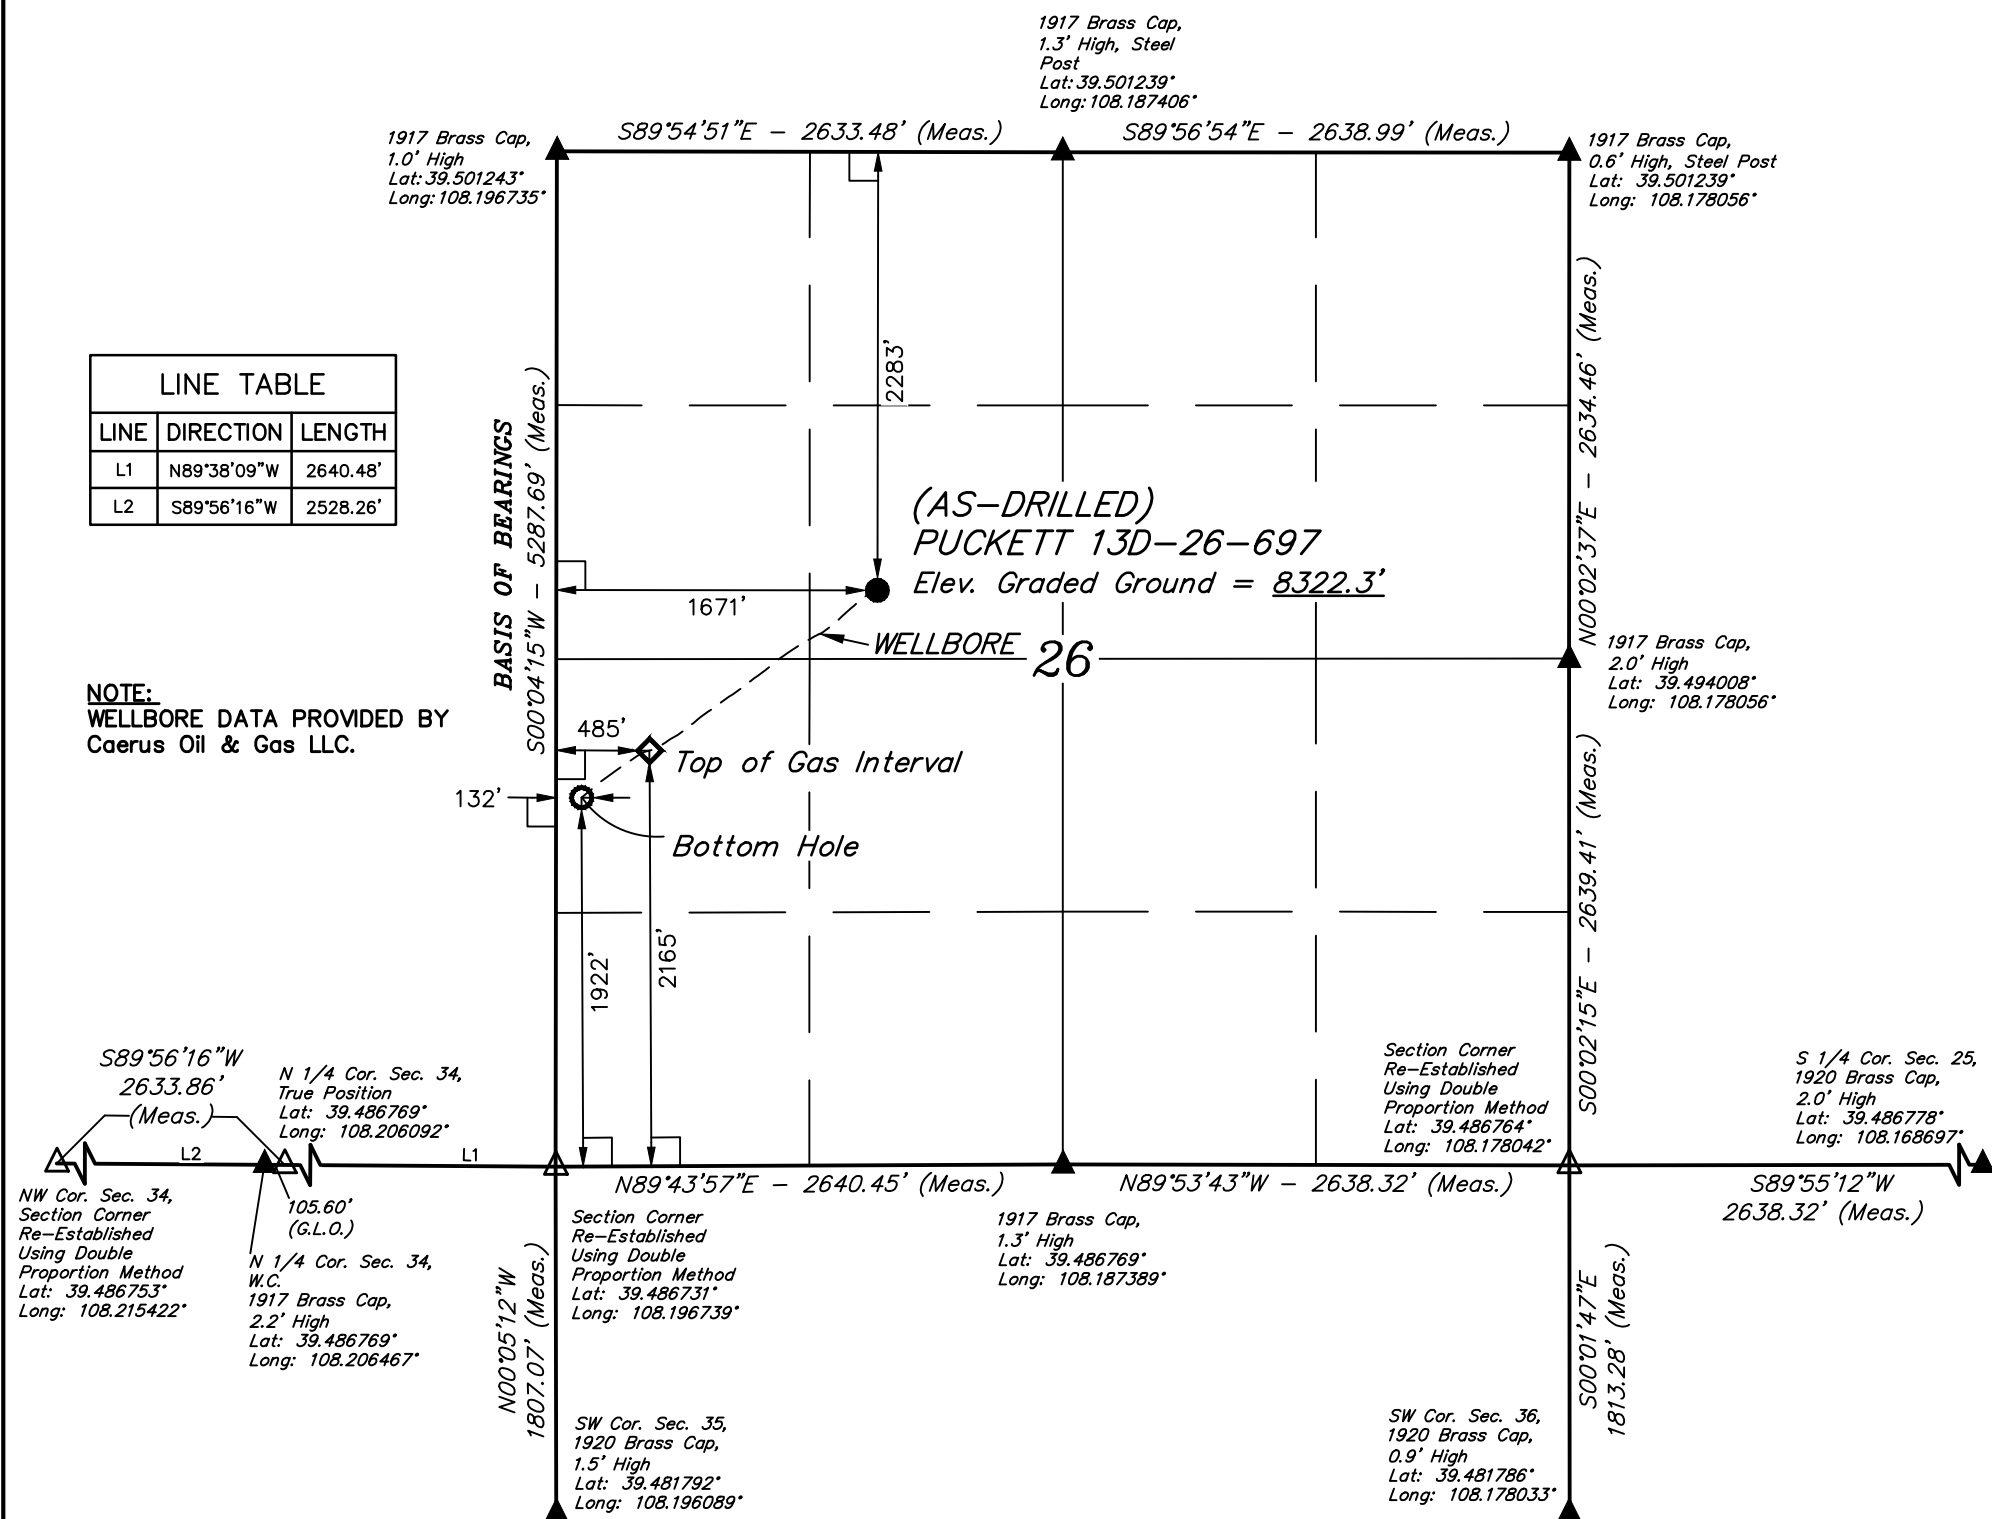 1917 Brass Cap,
1.3' High, Steel
Post
Lat: 39.501239°
Long: 108.187406°
1917 Brass Cap,
1.0' High
Lat: 39.501243°
Long: 108.196735°
S89°54'51"E - 2633.48' (Meas.)
S89°56'54"E - 2638.99' (Meas.)
1917 Brass Cap,
0.6' High, Steel Post
Lat: 39.501239°
Long: 108.178056°
LINE TABLE
LINE DIRECTION LENGTH
L1 N89°38'09"W 2640.48'
L2 S89°56'16"W 2528.26'
BASIS OF BEARINGS
S00°04'15"W - 5287.69' (Meas.)
2283'
N00°02'37"E - 2634.46' (Meas.)
(AS-DRILLED)
PUCKETT 13D-26-697
Elev. Graded Ground = 8322.3'
1671'
WELLBORE
26
1917 Brass Cap,
2.0' High
Lat: 39.494008°
Long: 108.178056°
NOTE:
WELLBORE DATA PROVIDED BY
Caerus Oil & Gas LLC.
485'
Top of Gas Interval
132'
Bottom Hole
1922'
2165'
S00°02'15"E - 2639.41' (Meas.)
S89°56'16"W
2633.86'
(Meas.)
N 1/4 Cor. Sec. 34,
True Position
Lat: 39.486769°
Long: 108.206092°
Section Corner
Re-Established
Using Double
Proportion Method
Lat: 39.486764°
Long: 108.178042°
S 1/4 Cor. Sec. 25,
1920 Brass Cap,
2.0' High
Lat: 39.486778°
Long: 108.168697°
L2
L1
N89°43'57"E - 2640.45' (Meas.)
N89°53'43"W - 2638.32' (Meas.)
S89°55'12"W
2638.32' (Meas.)
NW Cor. Sec. 34,
Section Corner
Re-Established
Using Double
Proportion Method
Lat: 39.486753°
Long: 108.215422°
105.60'
(G.L.O.)
N 1/4 Cor. Sec. 34,
W.C.
1917 Brass Cap,
2.2' High
Lat: 39.486769°
Long: 108.206467°
Section Corner
Re-Established
Using Double
Proportion Method
Lat: 39.486731°
Long: 108.196739°
1917 Brass Cap,
1.3' High
Lat: 39.486769°
Long: 108.187389°
N00°05'12"W
1807.07' (Meas.)
S00°01'47"E
1813.28' (Meas.)
SW Cor. Sec. 35,
1920 Brass Cap,
1.5' High
Lat: 39.481792°
Long: 108.196089°
SW Cor. Sec. 36,
1920 Brass Cap,
0.9' High
Lat: 39.481786°
Long: 108.178033°